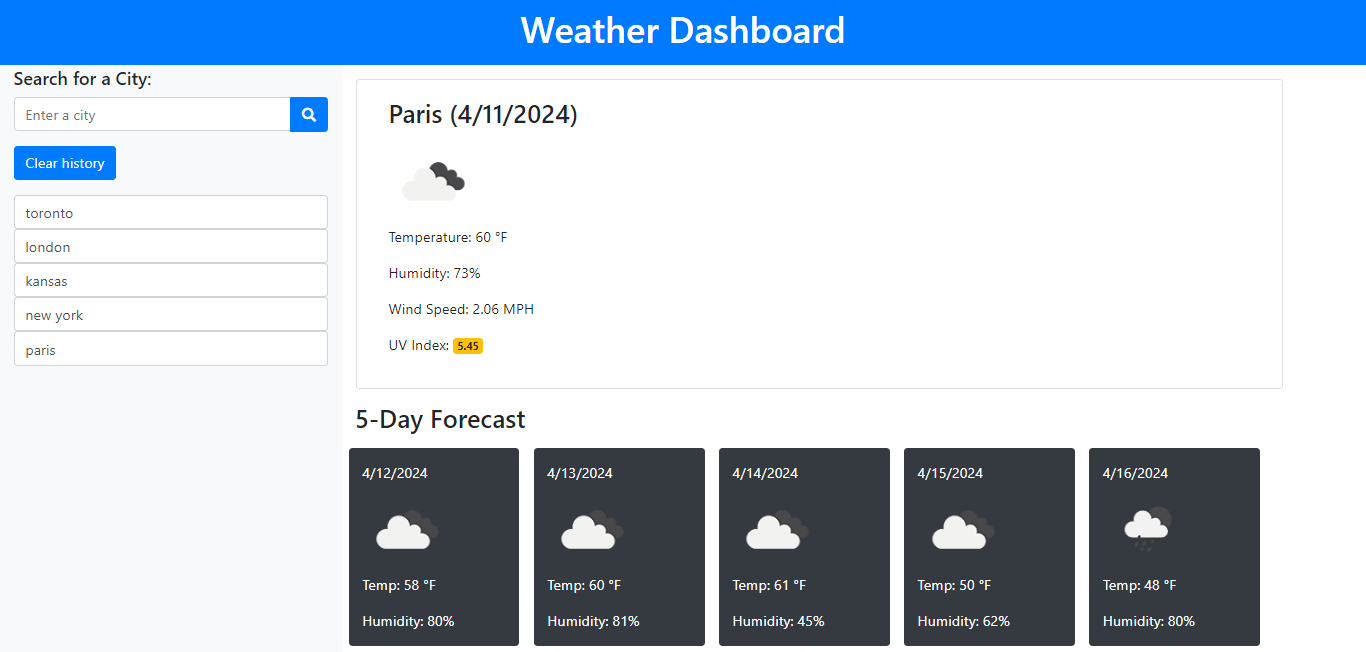 Weather Dashboard
Search for a City:
Enter a city
Clear history
toronto
london
kansas
new york
paris
Paris (4/11/2024)
Temperature: 60 °F
Humidity: 73%
Wind Speed: 2.06 MPH
UV Index: 5.45
5-Day Forecast
4/12/2024
Temp: 58 °F
Humidity: 80%
4/13/2024
Temp: 60 °F
Humidity: 81%
4/14/2024
Temp: 61 °F
Humidity: 45%
4/15/2024
Temp: 50 °F
Humidity: 62%
4/16/2024
Temp: 48 °F
Humidity: 80%